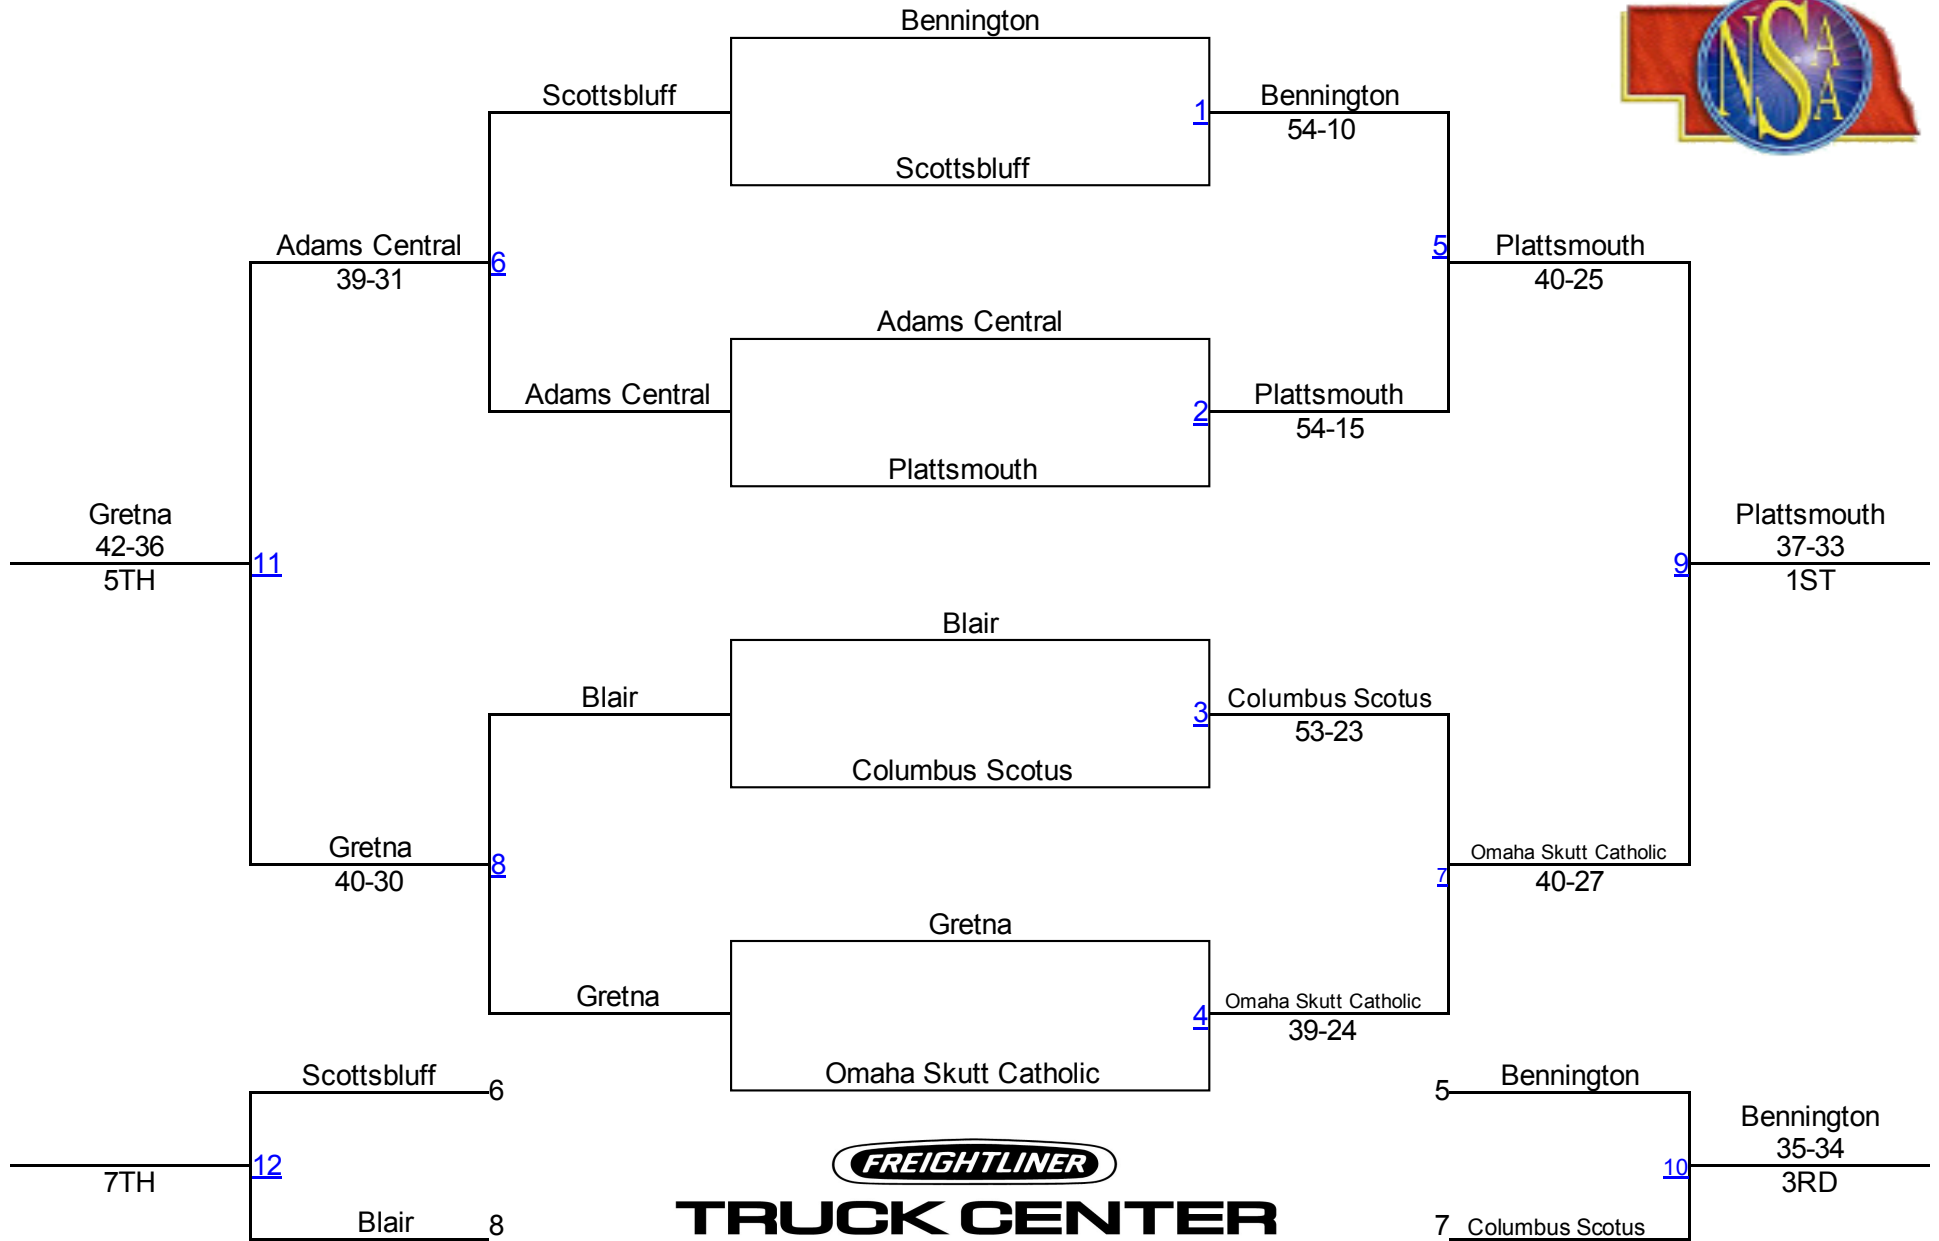 Bennington
NSAA
Scottsbluff
1
Bennington
54-10
Scottsbluff
Adams Central
39-31
6
5
Plattsmouth
40-25
Adams Central
Adams Central
2
Plattsmouth
54-15
Plattsmouth
Gretna
42-36
5TH
11
9
Plattsmouth
37-33
1ST
Blair
Blair
3
Columbus Scotus
53-23
Columbus Scotus
Gretna
40-30
8
7
Omaha Skutt Catholic
40-27
Gretna
Gretna
4
Omaha Skutt Catholic
39-24
Omaha Skutt Catholic
Scottsbluff
6
5
Bennington
12
7TH
10
Bennington
35-34
3RD
Blair
8
7
Columbus Scotus
FREIGHTLINER
TRUCK CENTER